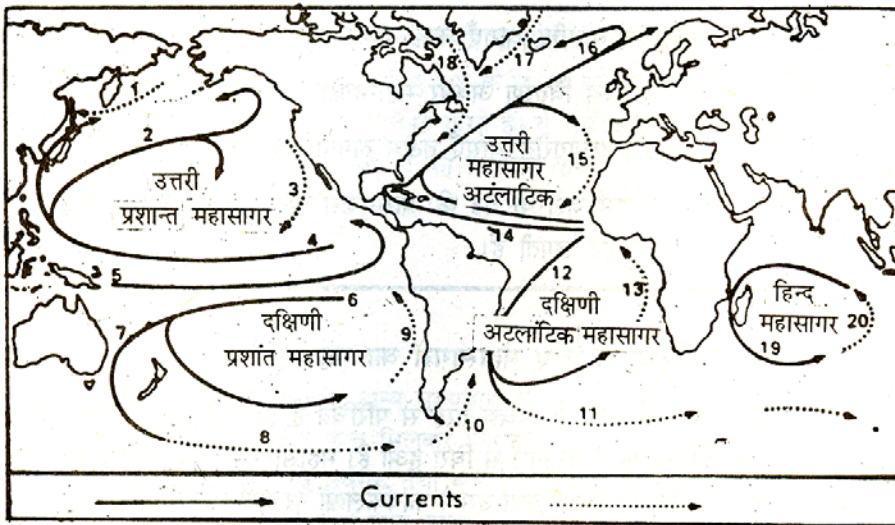 18
17
16
1
2
उत्तरी
प्रशान्त महासागर
3
4
5
उत्तरी
महासागर
अटंलाटिक
15
14
6
7
दक्षिणी
प्रशांत महासागर
9
8
10
12
दक्षिणी
अटलांटिक महासागर
13
11
हिन्द
महासागर
20
19
Currents